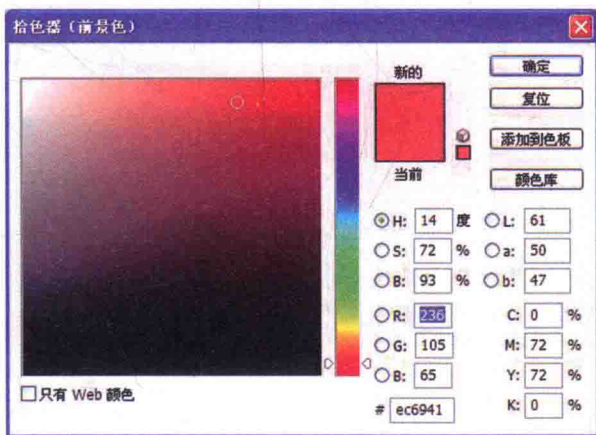 拾色器（前景色）
新的
当前
确定
复位
添加到色板
颜色库
H: 14 度
S: 72 %
B: 93 %
R: 236
G: 105
B: 65
# ec6941
L: 61
a: 50
b: 47
C: 0 %
M: 72 %
Y: 72 %
K: 0 %
只有 Web 颜色